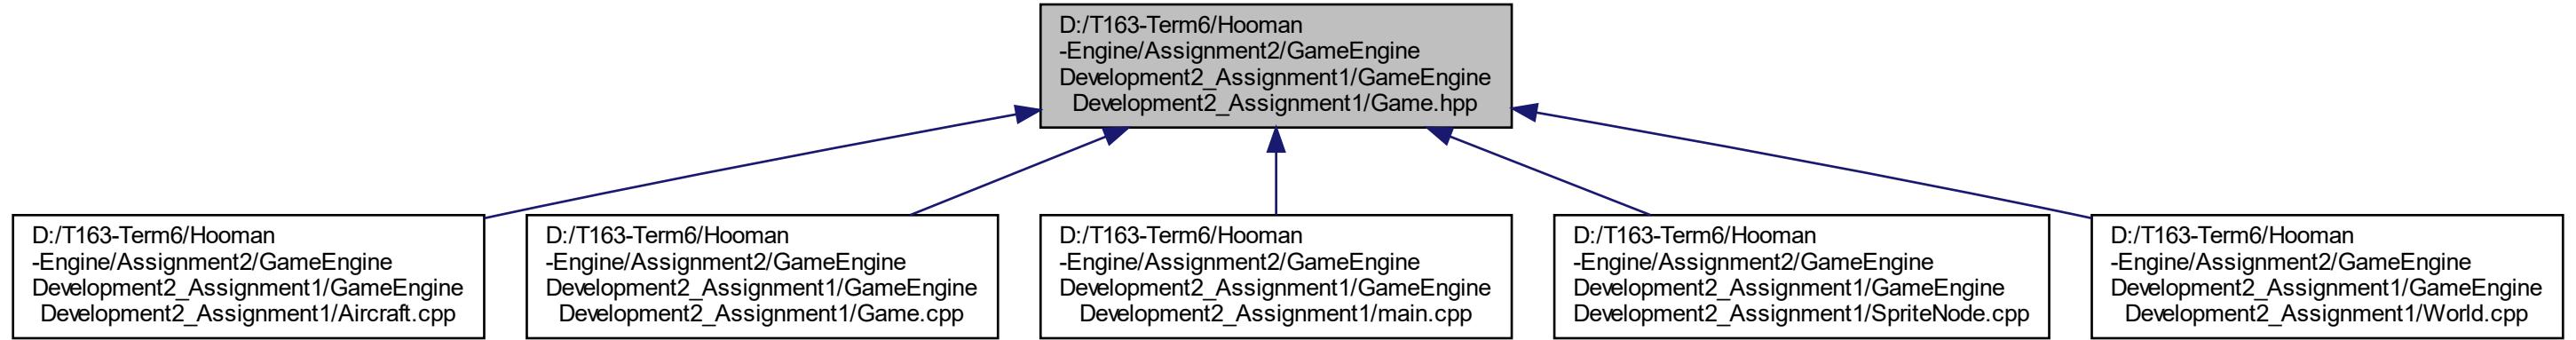 D:/T163-Term6/Hooman
-Engine/Assignment2/GameEngine
Development2_Assignment1/GameEngine
Development2_Assignment1/Game.hpp
D:/T163-Term6/Hooman
-Engine/Assignment2/GameEngine
Development2_Assignment1/GameEngine
Development2_Assignment1/Aircraft.cpp
D:/T163-Term6/Hooman
-Engine/Assignment2/GameEngine
Development2_Assignment1/GameEngine
Development2_Assignment1/Game.cpp
D:/T163-Term6/Hooman
-Engine/Assignment2/GameEngine
Development2_Assignment1/GameEngine
Development2_Assignment1/main.cpp
D:/T163-Term6/Hooman
-Engine/Assignment2/GameEngine
Development2_Assignment1/GameEngine
Development2_Assignment1/SpriteNode.cpp
D:/T163-Term6/Hooman
-Engine/Assignment2/GameEngine
Development2_Assignment1/GameEngine
Development2_Assignment1/World.cpp